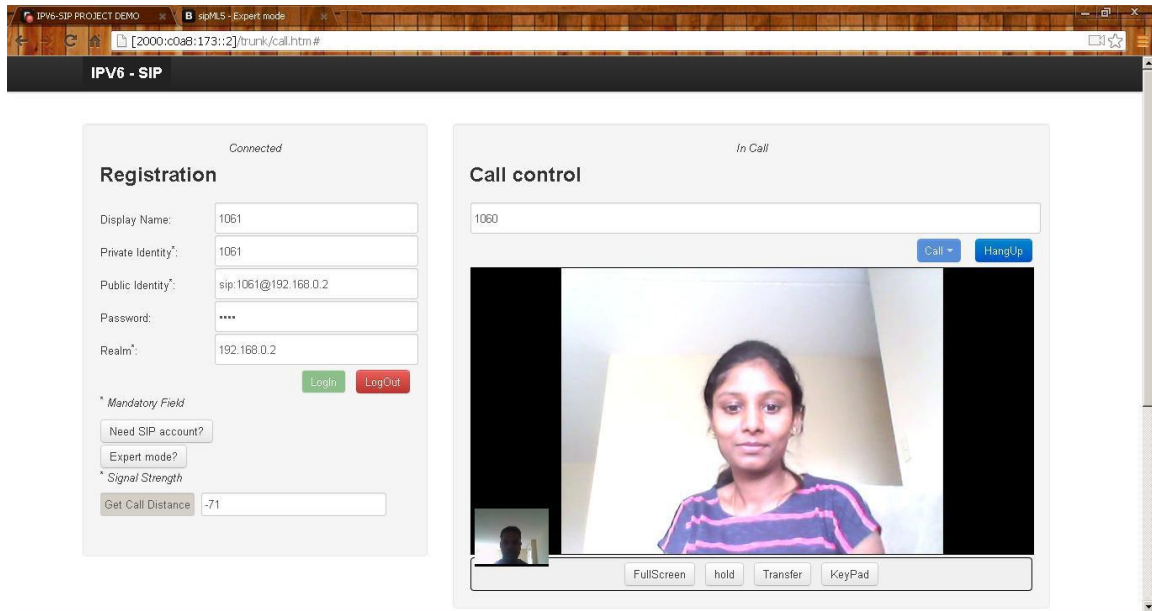 IPV6-SIP PROJECT DEMO
B sipML5 - Expert mode
[2000:c0a8:173::2]/trunk/call.htm#
IPV6 - SIP
Connected
Registration
Display Name: 1061
Private Identity*: 1061
Public Identity*: sip:1061@192.168.0.2
Password: ••••
Realm*: 192.168.0.2
LogIn LogOut
* Mandatory Field
Need SIP account?
Expert mode?
* Signal Strength
Get Call Distance -71
In Call
Call control
1060
Call HangUp
FullScreen hold Transfer KeyPad